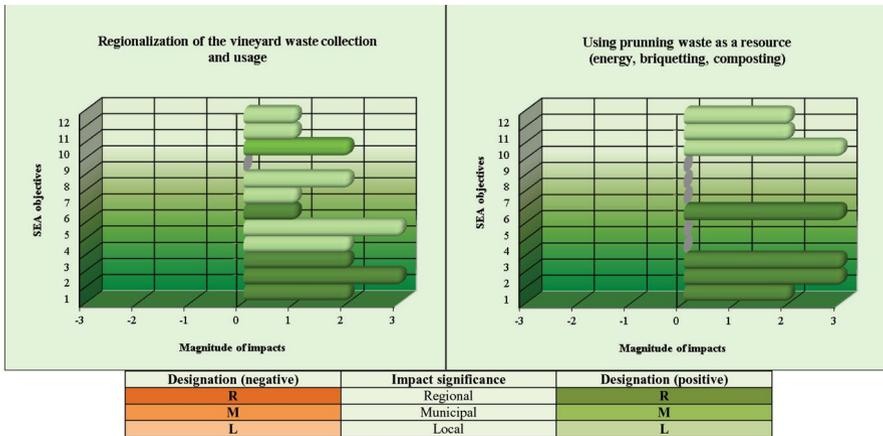 Regionalization of the vineyard waste collection
and usage
12
11
10
9
8
7
6
5
4
3
2
1
SEA objectives
-3 -2 -1 0 1 2 3
Magnitude of impacts
Using prunning waste as a resource
(energy, briquetting, composting)
12
11
10
9
8
7
6
5
4
3
2
1
SEA objectives
-3 -2 -1 0 1 2 3
Magnitude of impacts
Designation (negative) Impact significance Designation (positive)
R Regional R
M Municipal M
L Local L